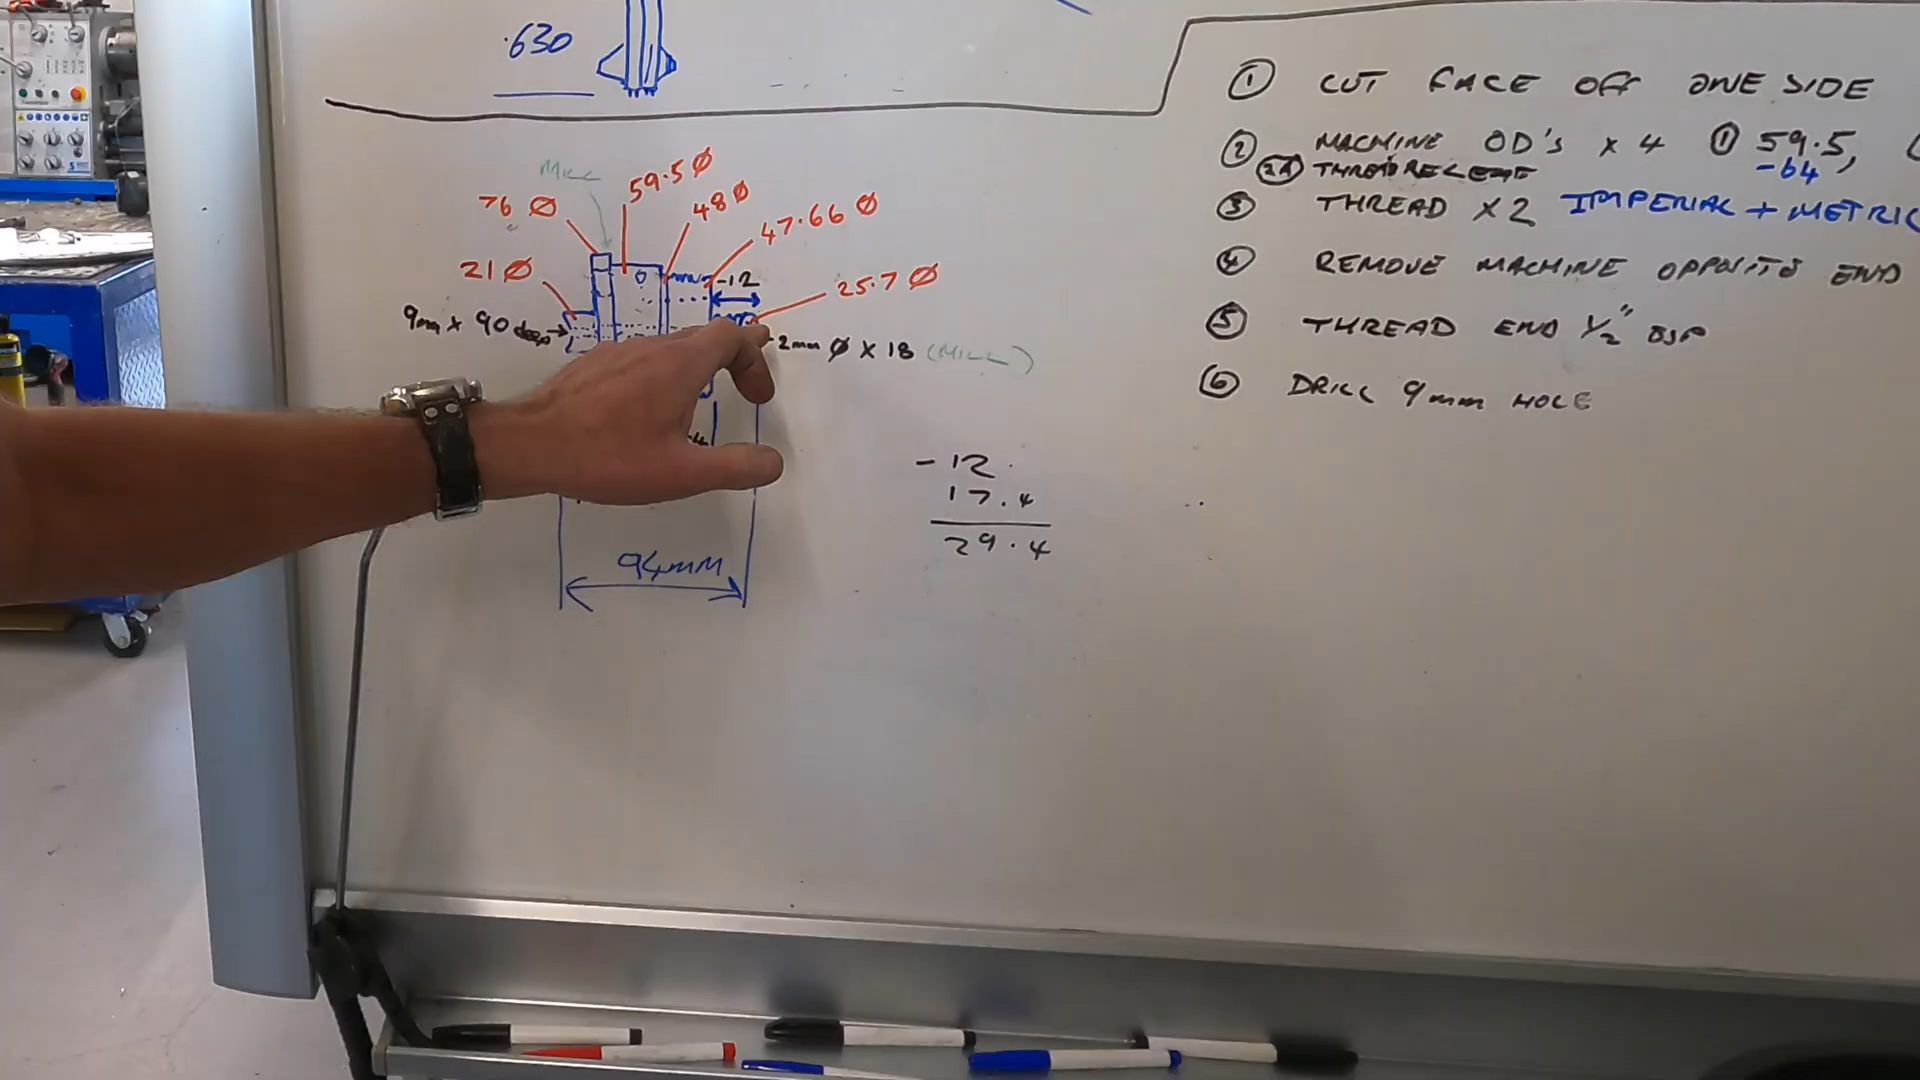 .630
① CUT FACE OFF ONE SIDE
② MACHINE OD'S x 4 ① 59.5,
-64
2A THREAD RELEASE
③ THREAD x2 IMPERIAL + METRIC
④ REMOVE MACHINE OPPOSITE END
⑤ THREAD END 1/2" BSP
⑥ DRILL 9mm HOLE
MILL
59.5 Ø
76 Ø
48 Ø
47.66 Ø
21 Ø
-12
25.7 Ø
9mm x 90 deep
2mm Ø x 18 (MILL)
-12
17.4
29.4
94mm